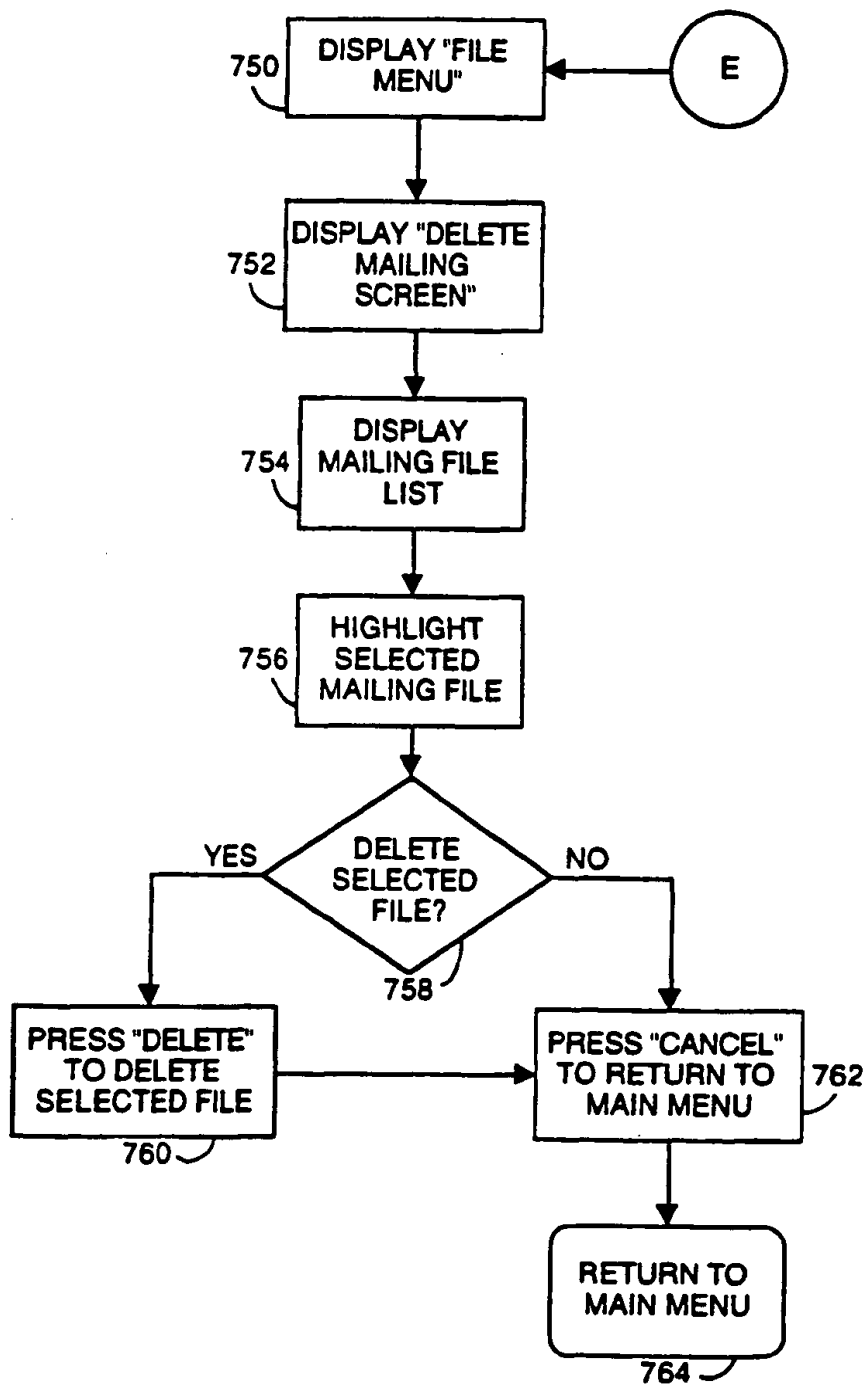 DISPLAY "FILE
MENU"
750
E
DISPLAY "DELETE
MAILING
SCREEN"
752
DISPLAY
MAILING FILE
LIST
754
HIGHLIGHT
SELECTED
MAILING FILE
756
DELETE
SELECTED
FILE?
YES
NO
758
PRESS "DELETE"
TO DELETE
SELECTED FILE
760
PRESS "CANCEL"
TO RETURN TO
MAIN MENU
762
RETURN TO
MAIN MENU
764